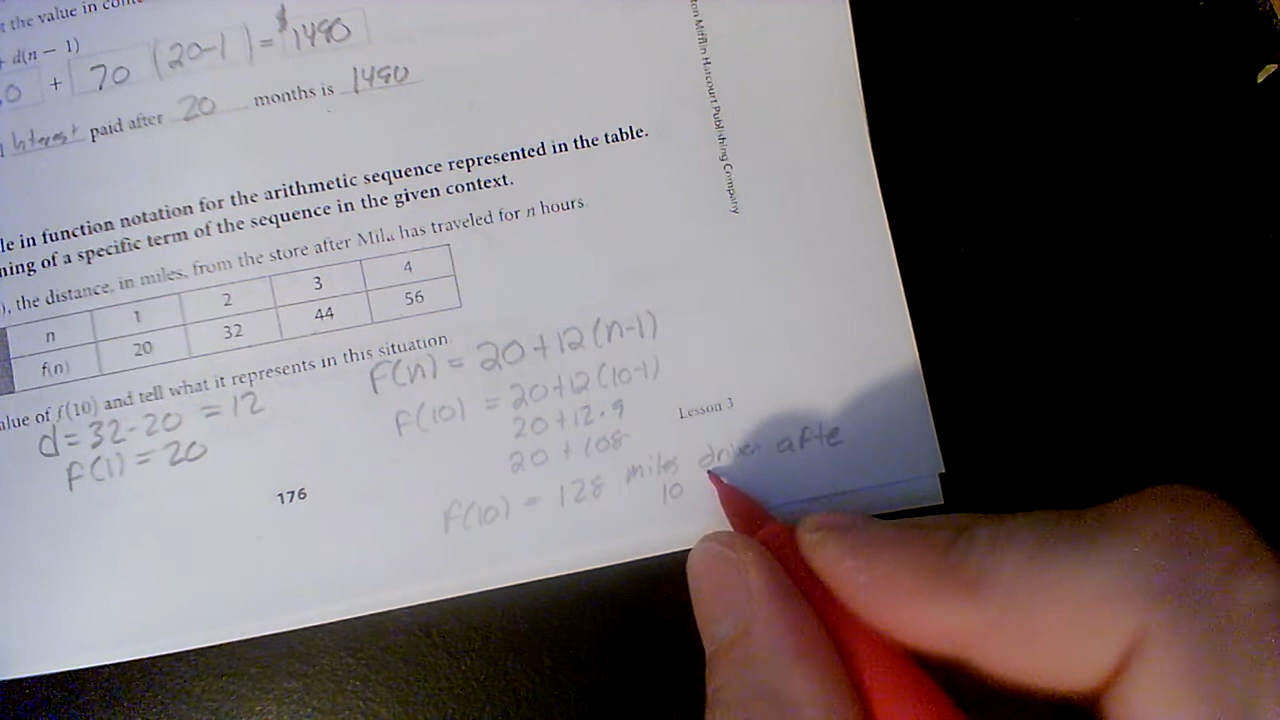 the value in
+ d(n − 1)
0 + 70 (20-1) = $1490
Interest paid after 20 months is 1490
le in function notation for the arithmetic sequence represented in the table.
ning of a specific term of the sequence in the given context.
), the distance, in miles, from the store after Mila has traveled for n hours.
n 1 2 3 4
f(n) 20 32 44 56
alue of f(10) and tell what it represents in this situation.
d = 32-20 = 12
F(1) = 20
F(n) = 20+12(n-1)
F(10) = 20+12(10-1)
20+12·9
20+108
F(10) = 128 miles driven afte
10
Lesson 3
176
on Mifflin Harcourt Publishing Company